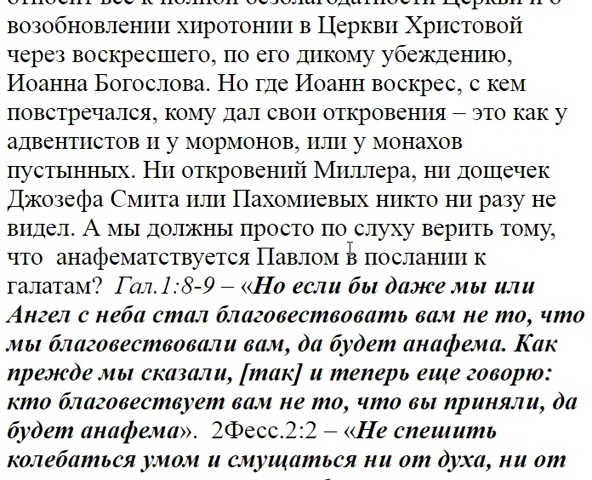 относит всё к полной безблагодатности Церкви и о
возобновлении хиротонии в Церкви Христовой
через воскресшего, по его дикому убеждению,
Иоанна Богослова. Но где Иоанн воскрес, с кем
повстречался, кому дал свои откровения – это как у
адвентистов и у мормонов, или у монахов
пустынных. Ни откровений Миллера, ни дощечек
Джозефа Смита или Пахомиевых никто ни разу не
видел. А мы должны просто по слуху верить тому,
что  анафематствуется Павлом в послании к
галатам?  Гал.1:8-9 – «Но если бы даже мы или
Ангел с неба стал благовествовать вам не то, что
мы благовествовали вам, да будет анафема. Как
прежде мы сказали, [так] и теперь еще говорю:
кто благовествует вам не то, что вы приняли, да
будет анафема».  2Фесс.2:2 – «Не спешить
колебаться умом и смущаться ни от духа, ни от